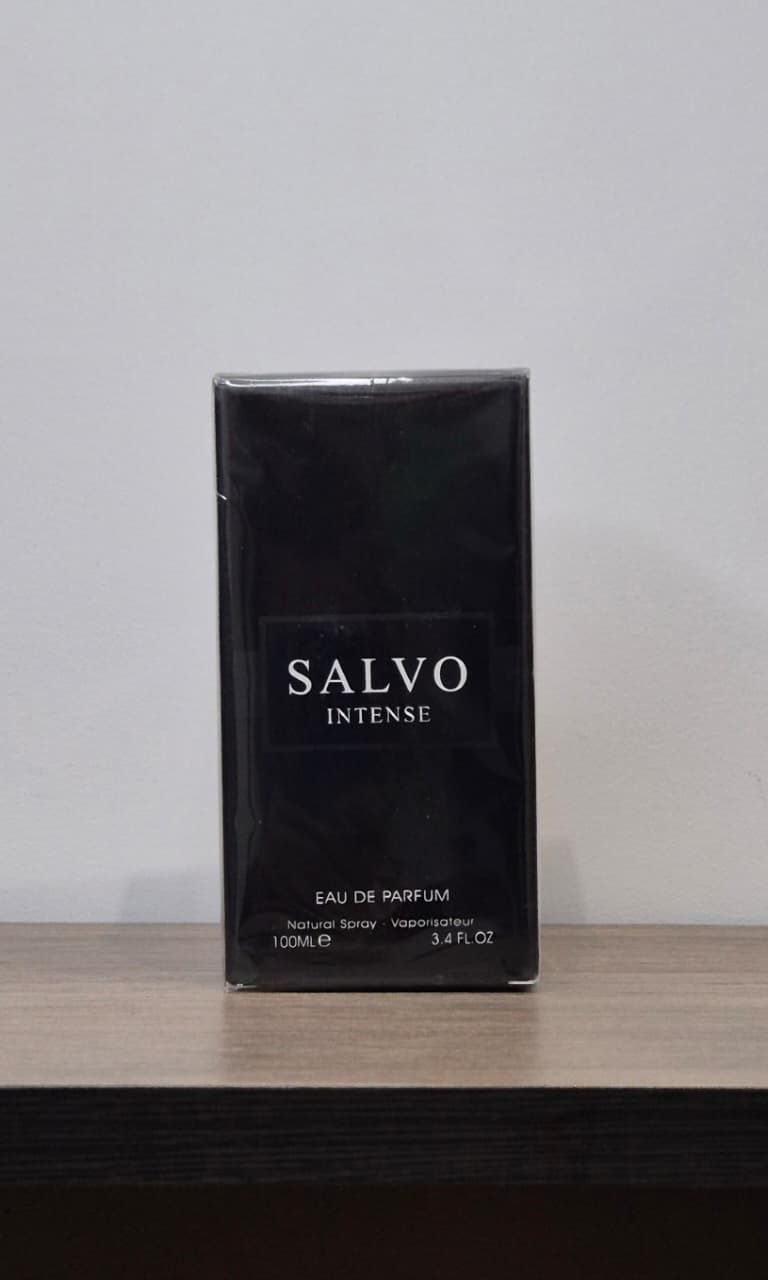 SALVO
INTENSE
EAU DE PARFUM
Natural Spray - Vaporisateur
100ML℮ 3.4 FL.OZ